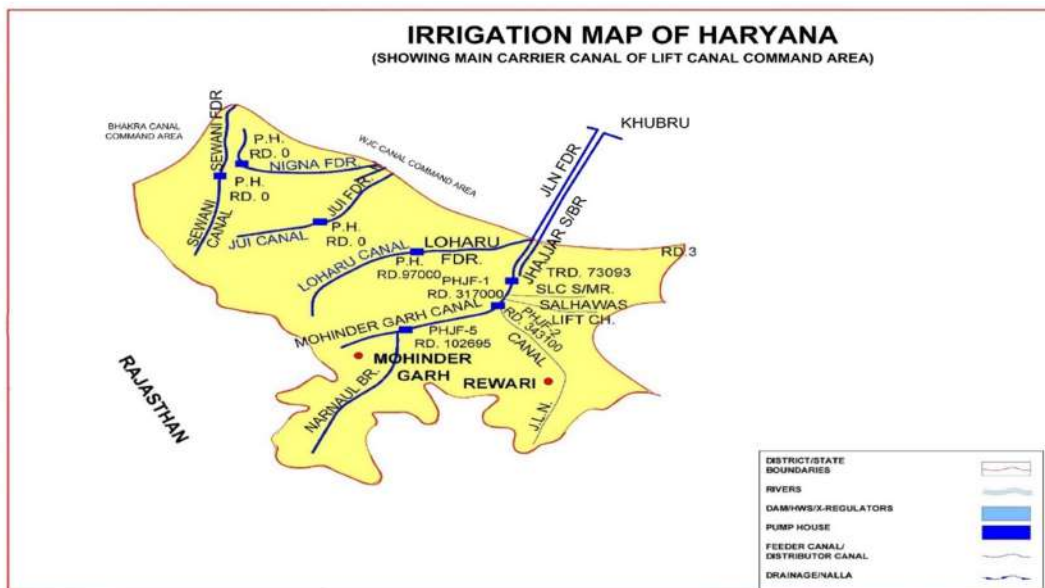 IRRIGATION MAP OF HARYANA
(SHOWING MAIN CARRIER CANAL OF LIFT CANAL COMMAND AREA)
KHUBRU
BHAKRA CANAL
COMMAND AREA
SEWANI FDR
P.H.
RD. 0
NIGNA FDR.
WJC CANAL COMMAND AREA
JLN FDR
P.H.
RD. 0
JUI FDR.
SEWANI
CANAL
JUI CANAL
P.H.
RD. 0
LOHARU CANAL
LOHARU
FDR.
P.H.
RD.97000
JHAJJAR S/BR
RD.3
PHJF-1
RD. 317000
TRD. 73093
SLC S/MR.
SALHAWAS
LIFT CH.
MOHINDER GARH CANAL
PHJF-2
RD. 343100
PHJF-5
RD. 102695
CANAL
J.L.N.
MOHINDER
GARH
REWARI
NARNAUL BR.
RAJASTHAN
DISTRICT/STATE
BOUNDARIES
RIVERS
DAM/HWS/X-REGULATORS
PUMP HOUSE
FEEDER CANAL/
DISTRIBUTOR CANAL
DRAINAGE/NALLA